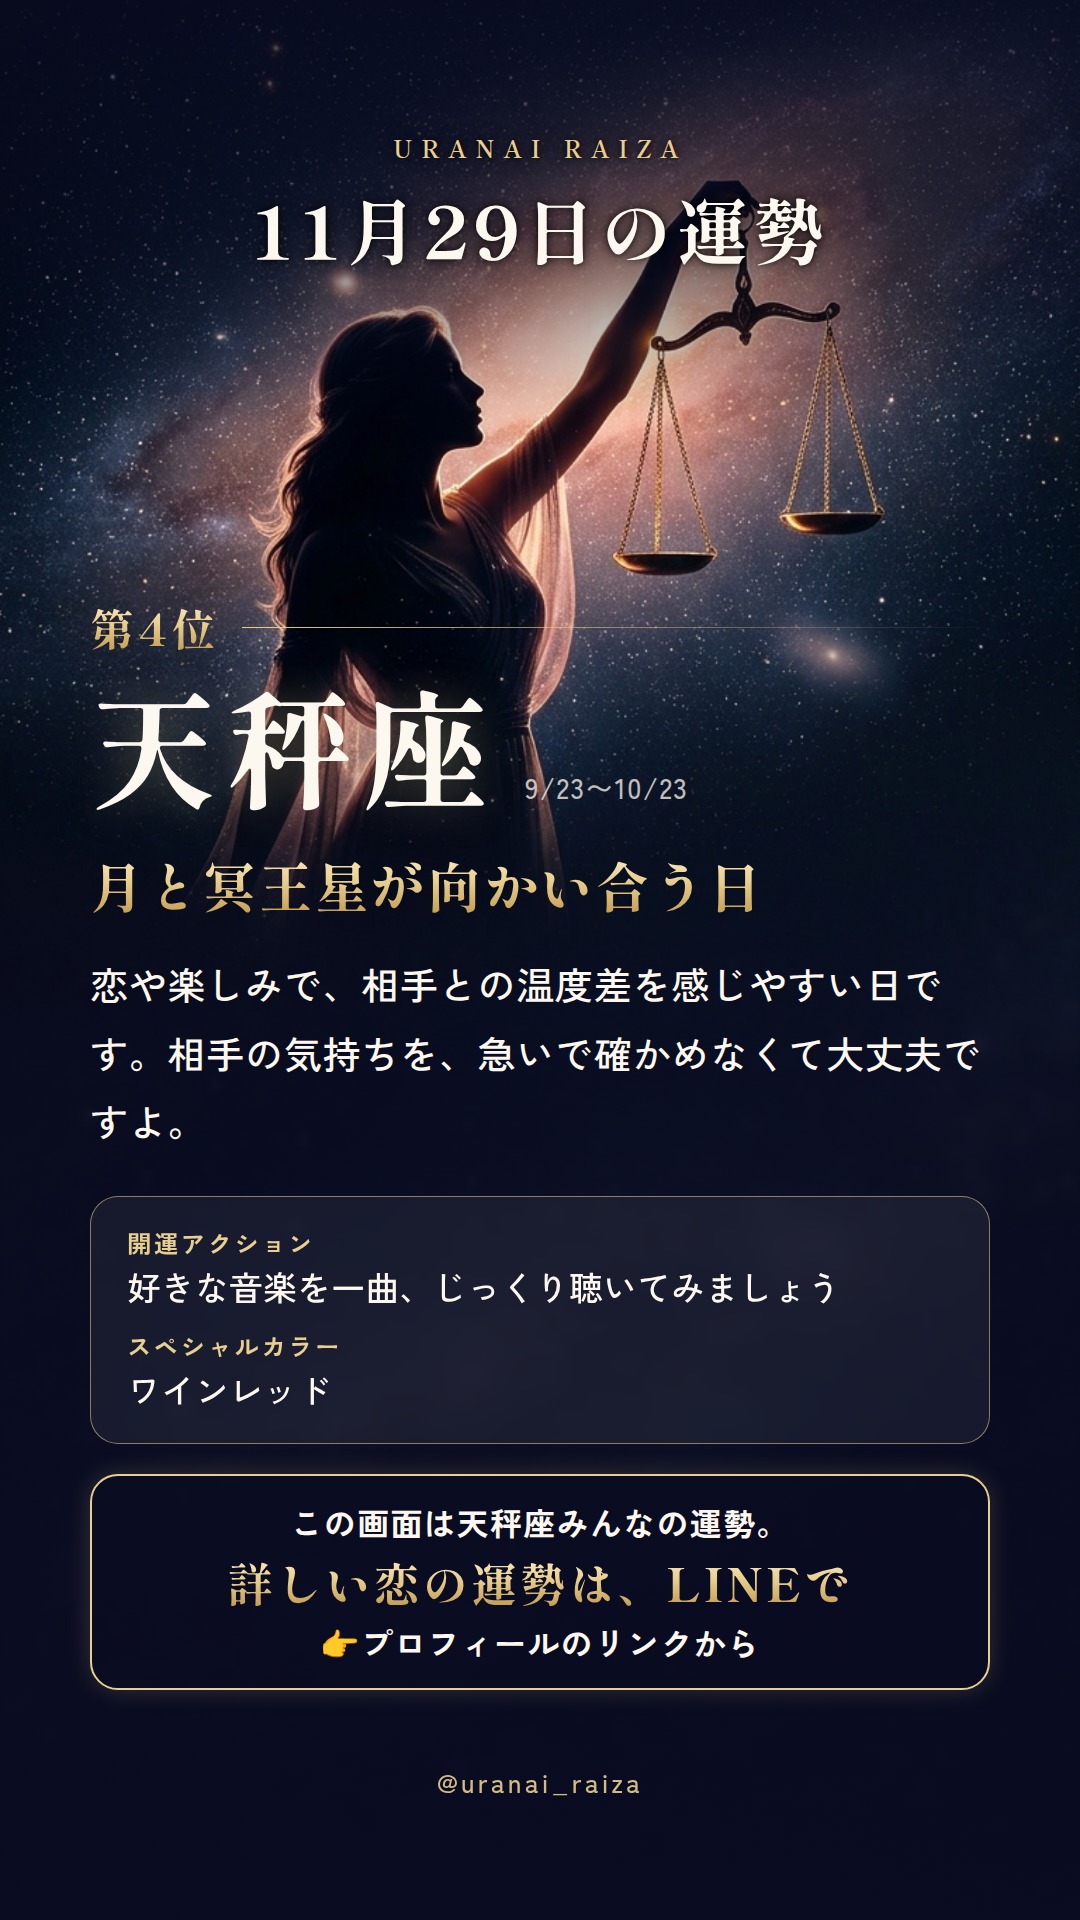 URANAI RAIZA
11月29日の運勢
第4位
天秤座 9/23〜10/23
月と冥王星が向かい合う日
恋や楽しみで、相手との温度差を感じやすい日で
す。相手の気持ちを、急いで確かめなくて大丈夫で
すよ。
開運アクション
好きな音楽を一曲、じっくり聴いてみましょう
スペシャルカラー
ワインレッド
この画面は天秤座みんなの運勢。
詳しい恋の運勢は、LINEで
👉プロフィールのリンクから
@uranai_raiza